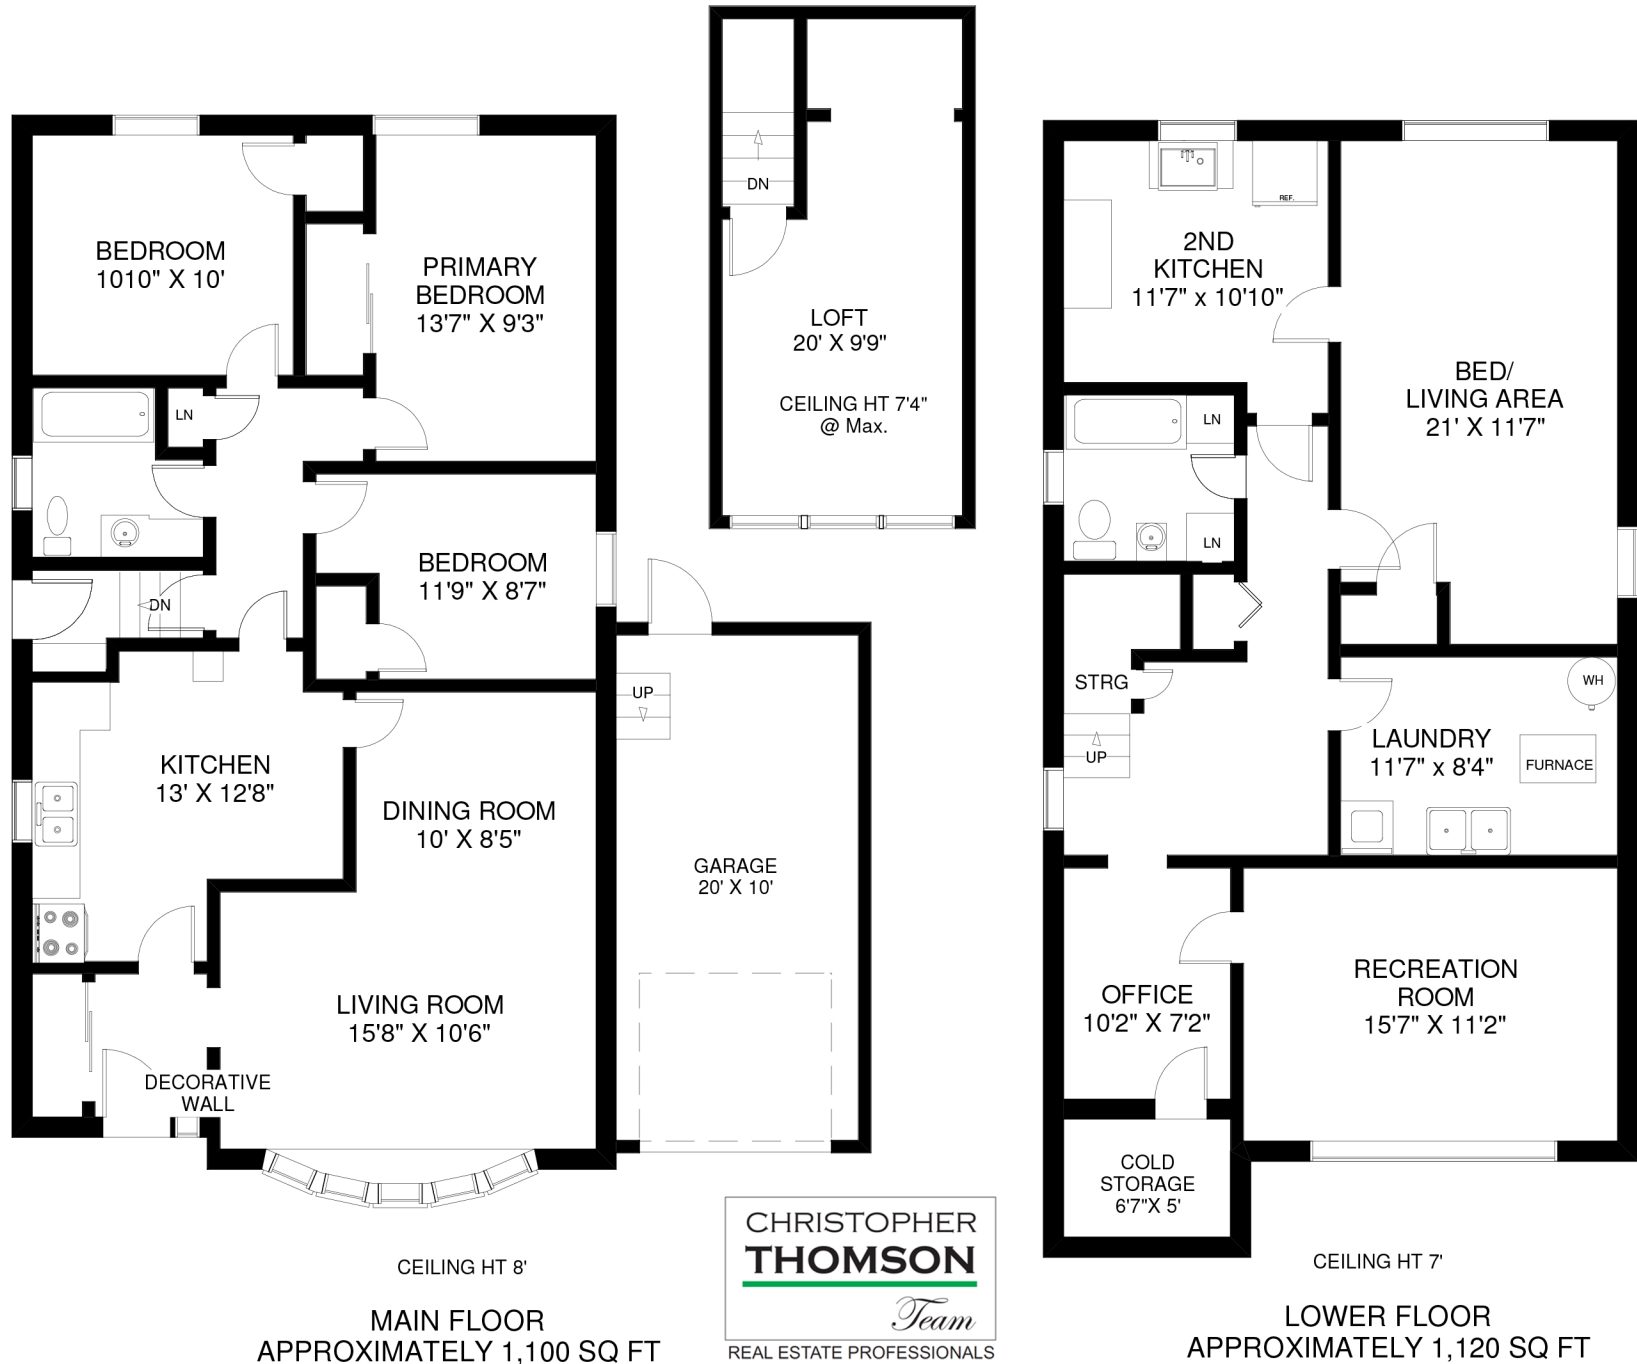 BEDROOM
1010" X 10'
PRIMARY
BEDROOM
13'7" X 9'3"
LN
BEDROOM
11'9" X 8'7"
DN
KITCHEN
13' X 12'8"
DINING ROOM
10' X 8'5"
LIVING ROOM
15'8" X 10'6"
DECORATIVE
WALL
CEILING HT 8'
MAIN FLOOR
APPROXIMATELY 1,100 SQ FT
DN
LOFT
20' X 9'9"
CEILING HT 7'4"
@ Max.
UP
GARAGE
20' X 10'
CHRISTOPHER
THOMSON
Team
REAL ESTATE PROFESSIONALS
REF.
2ND
KITCHEN
11'7" x 10'10"
BED/
LIVING AREA
21' X 11'7"
LN
LN
STRG
UP
WH
LAUNDRY
11'7" x 8'4"
FURNACE
OFFICE
10'2" X 7'2"
RECREATION
ROOM
15'7" X 11'2"
COLD
STORAGE
6'7"X 5'
CEILING HT 7'
LOWER FLOOR
APPROXIMATELY 1,120 SQ FT